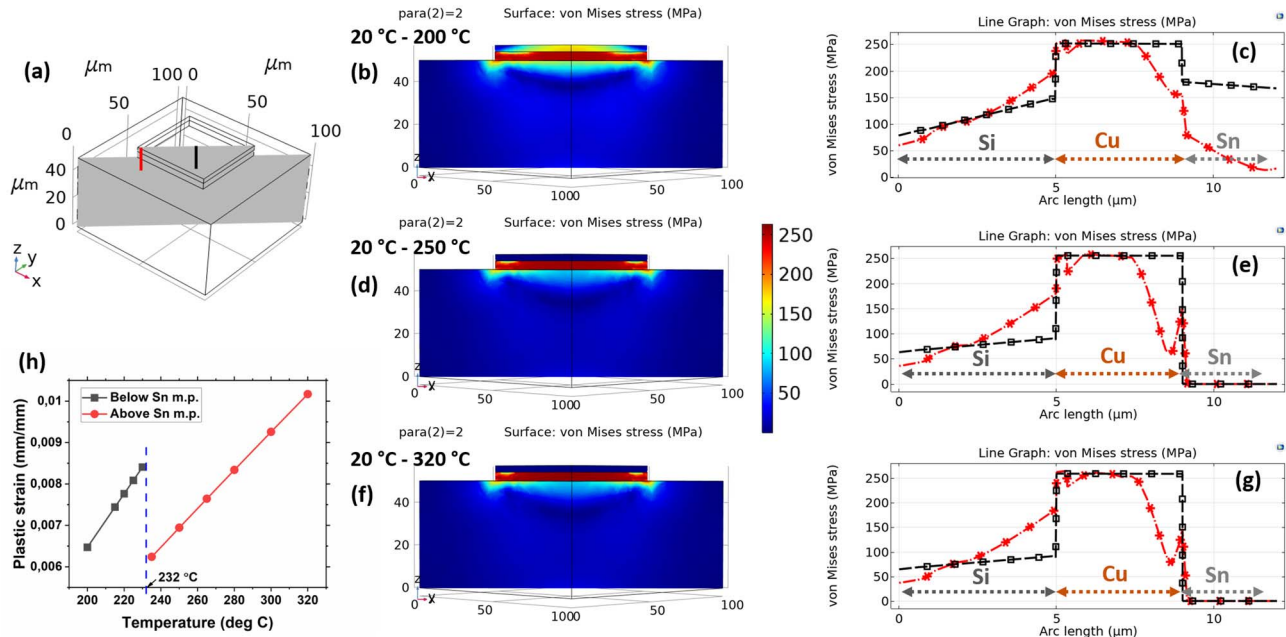 (a)
μm
μm
100
0
50
50
0
100
μm
40
20
0
z
y
x
para(2)=2 Surface: von Mises stress (MPa)
20 °C - 200 °C
(b)
40
20
0
z
x
50
50
1000
100
para(2)=2 Surface: von Mises stress (MPa)
20 °C - 250 °C
(d)
40
20
0
z
x
50
50
1000
100
para(2)=2 Surface: von Mises stress (MPa)
20 °C - 320 °C
(f)
40
20
0
z
x
50
50
1000
100
250
200
150
100
50
Line Graph: von Mises stress (MPa)
(c)
von Mises stress (MPa)
250
200
150
100
50
0
Si
Cu
Sn
0
5
10
Arc length (μm)
Line Graph: von Mises stress (MPa)
(e)
von Mises stress (MPa)
250
200
150
100
50
0
Si
Cu
Sn
0
5
10
Arc length (μm)
Line Graph: von Mises stress (MPa)
(g)
von Mises stress (MPa)
250
200
150
100
50
0
Si
Cu
Sn
0
5
10
Arc length (μm)
(h)
Below Sn m.p.
Above Sn m.p.
Plastic strain (mm/mm)
0,01
0,009
0,008
0,007
0,006
232 °C
200
220
240
260
280
300
320
Temperature (deg C)